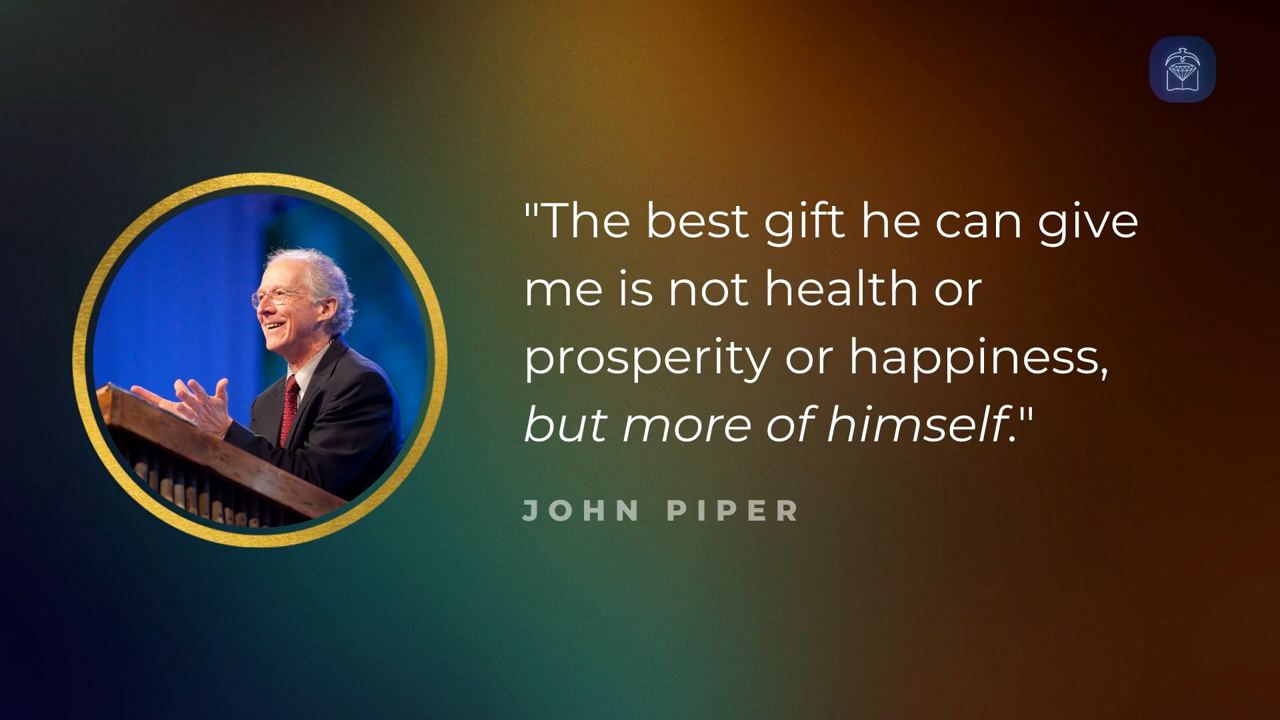 "The best gift he can give
me is not health or
prosperity or happiness,
but more of himself."
JOHN PIPER